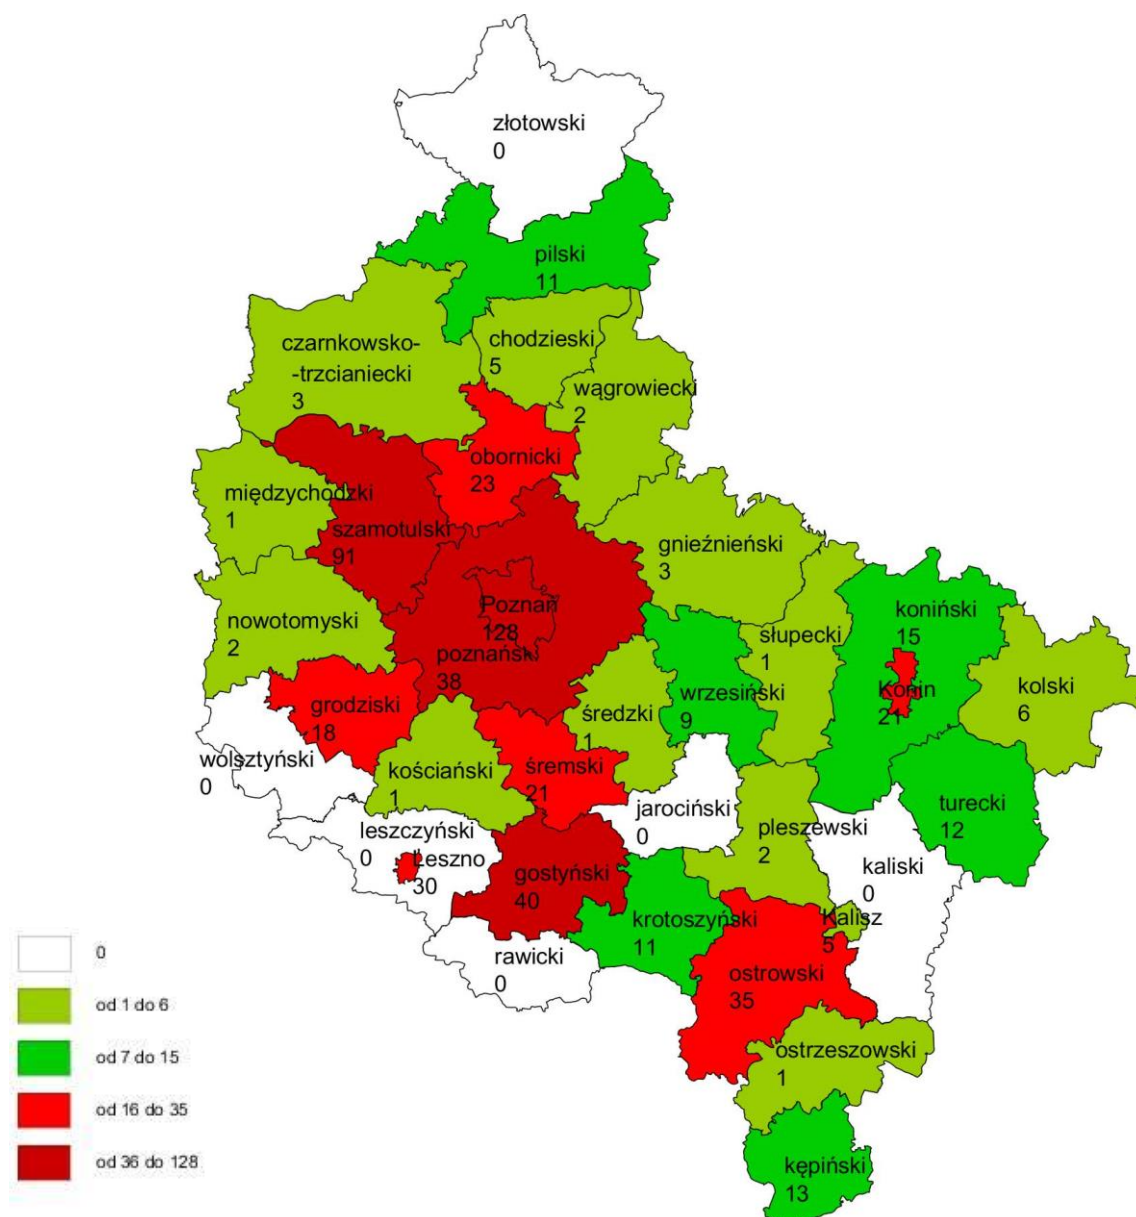 złotowski
0
pilski
11
czarnkowsko-
-trzcianiecki
3
chodzieski
5
wągrowiecki
2
obornicki
23
międzychodzki
1
szamotulski
91
gnieźnieński
3
Poznań
128
poznański
38
nowotomyski
2
słupecki
1
koniński
15
Konin
21
kolski
6
grodziski
18
wrzesiński
9
średzki
1
wolsztyński
0
kościański
1
śremski
21
jarociński
0
pleszewski
2
turecki
12
leszczyński
0
Leszno
30
gostyński
40
kaliski
0
krotoszyński
11
Kalisz
5
rawicki
0
ostrowski
35
ostrzeszowski
1
kępiński
13
0
od 1 do 6
od 7 do 15
od 16 do 35
od 36 do 128